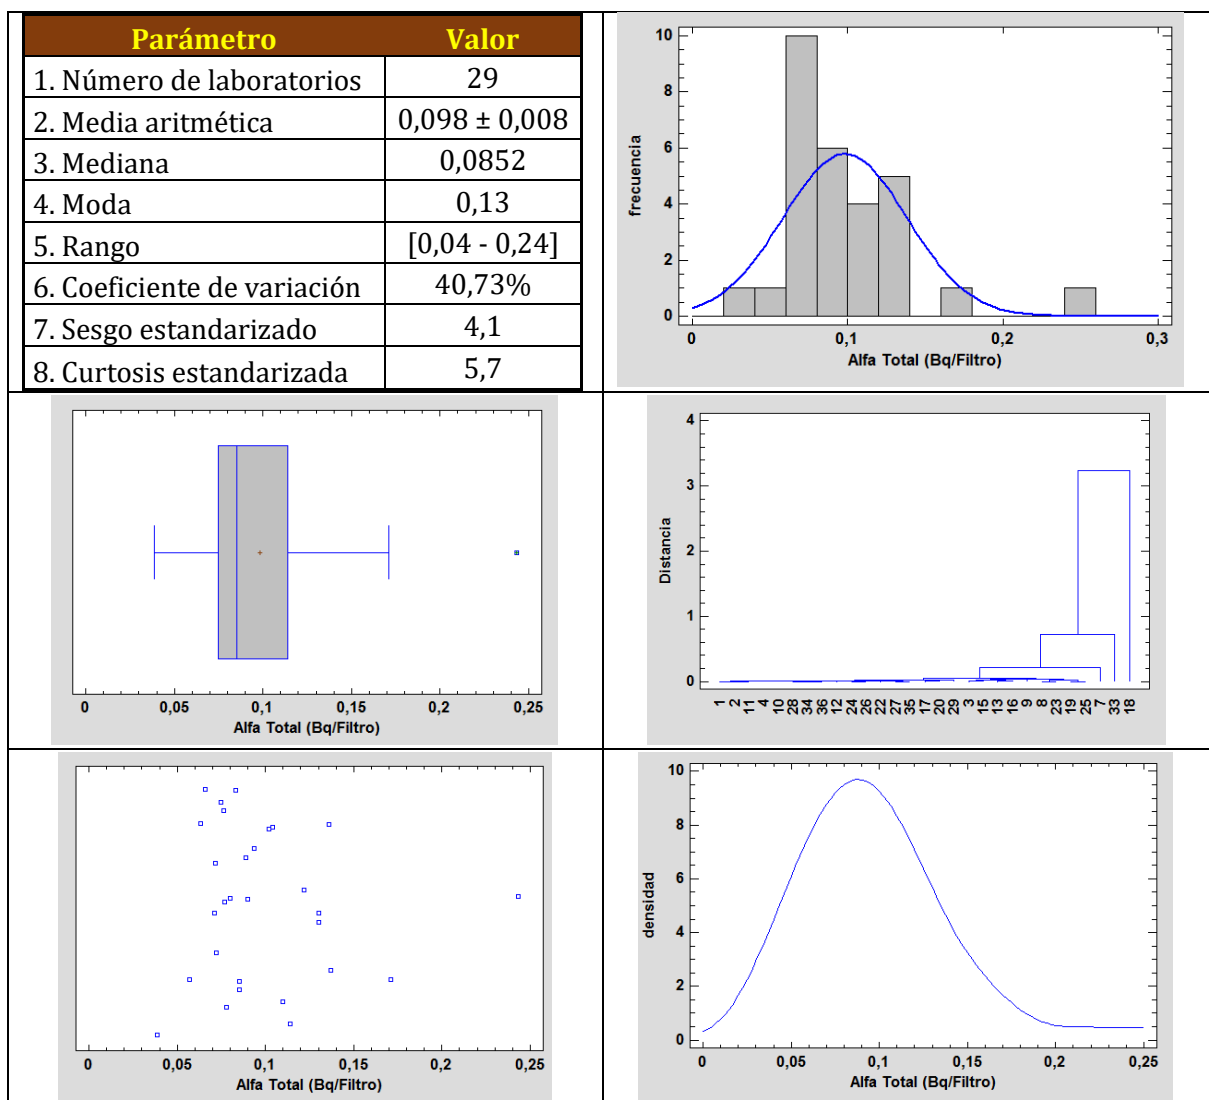 Parámetro Valor
1. Número de laboratorios 29
2. Media aritmética 0,098 ± 0,008
3. Mediana 0,0852
4. Moda 0,13
5. Rango [0,04 - 0,24]
6. Coeficiente de variación 40,73%
7. Sesgo estandarizado 4,1
8. Curtosis estandarizada 5,7
10
8
6
4
2
0
frecuencia
0 0,1 0,2 0,3
Alfa Total (Bq/Filtro)
0 0,05 0,1 0,15 0,2 0,25
Alfa Total (Bq/Filtro)
4
3
2
1
0
Distancia
1 2 11 4 10 28 34 36 12 24 26 22 27 35 17 20 29 3 15 13 16 9 8 23 19 25 7 33 18
0 0,05 0,1 0,15 0,2 0,25
Alfa Total (Bq/Filtro)
10
8
6
4
2
0
densidad
0 0,05 0,1 0,15 0,2 0,25
Alfa Total (Bq/Filtro)